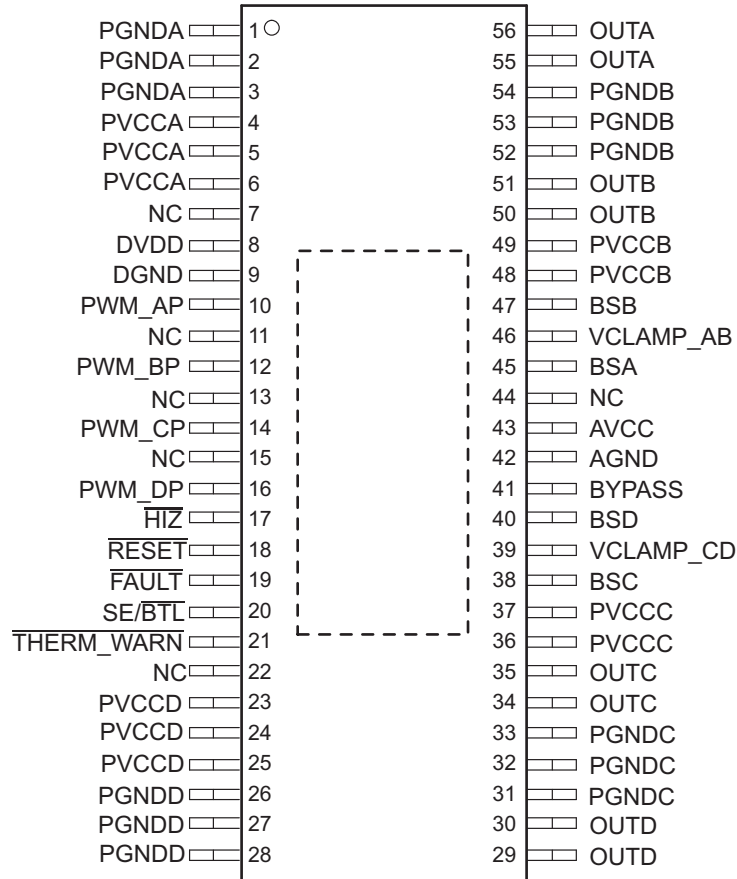 PGNDA 1 56 OUTA
PGNDA 2 55 OUTA
PGNDA 3 54 PGNDB
PVCCA 4 53 PGNDB
PVCCA 5 52 PGNDB
PVCCA 6 51 OUTB
NC 7 50 OUTB
DVDD 8 49 PVCCB
DGND 9 48 PVCCB
PWM_AP 10 47 BSB
NC 11 46 VCLAMP_AB
PWM_BP 12 45 BSA
NC 13 44 NC
PWM_CP 14 43 AVCC
NC 15 42 AGND
PWM_DP 16 41 BYPASS
HIZ 17 40 BSD
RESET 18 39 VCLAMP_CD
FAULT 19 38 BSC
SE/BTL 20 37 PVCCC
THERM_WARN 21 36 PVCCC
NC 22 35 OUTC
PVCCD 23 34 OUTC
PVCCD 24 33 PGNDC
PVCCD 25 32 PGNDC
PGNDD 26 31 PGNDC
PGNDD 27 30 OUTD
PGNDD 28 29 OUTD